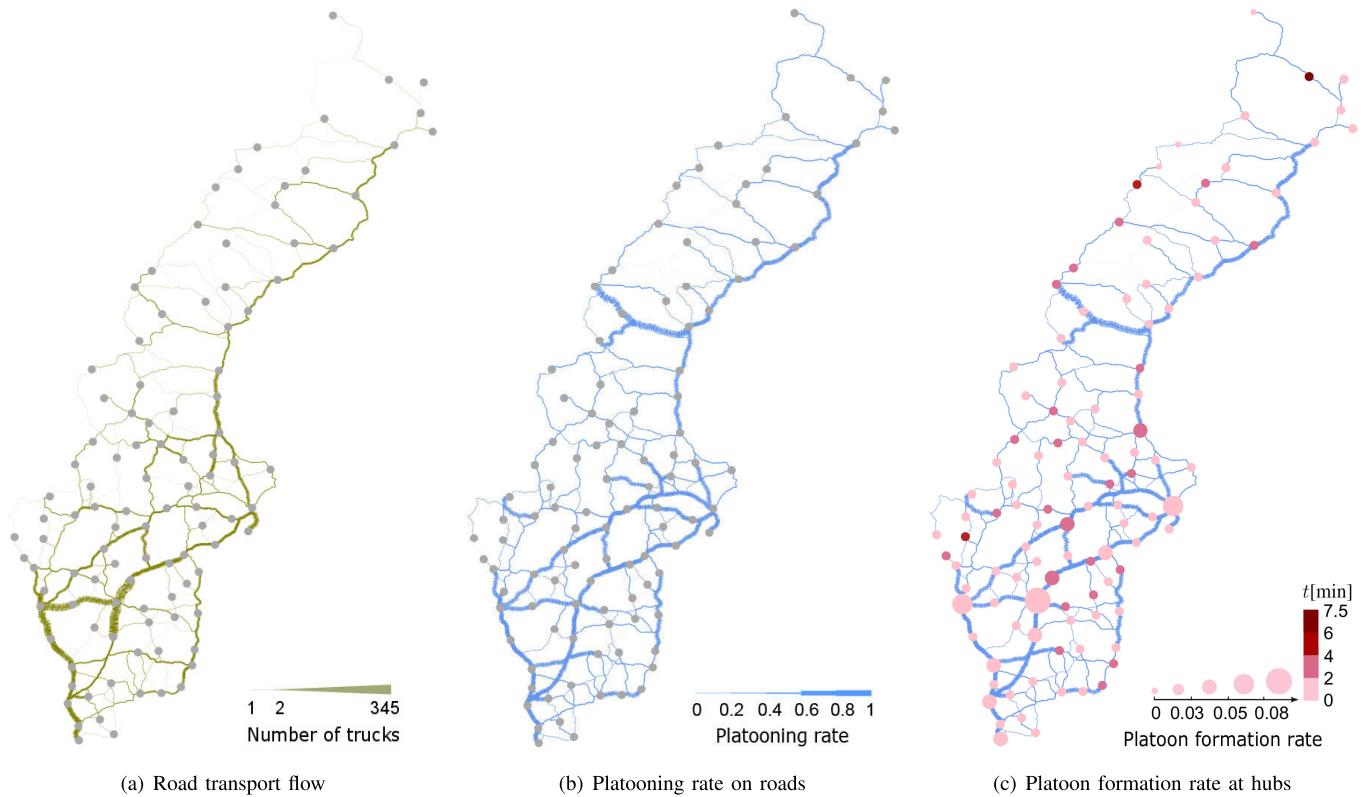 1 2 345
Number of trucks
0 0.2 0.4 0.6 0.8 1
Platooning rate
t[min]
7.5
6
4
2
0
0 0.03 0.05 0.08
Platoon formation rate
(a) Road transport flow
(b) Platooning rate on roads
(c) Platoon formation rate at hubs